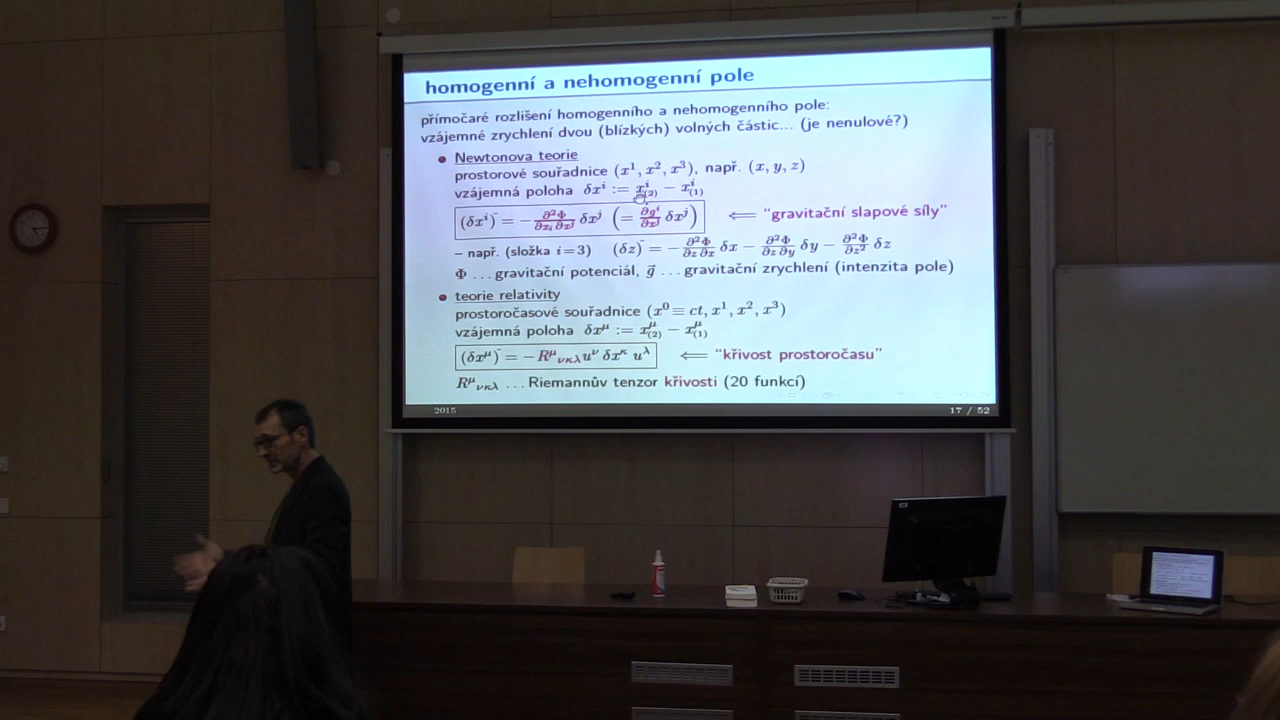 homogenní a nehomogenní pole
přímočaré rozlišení homogenního a nehomogenního pole:
vzájemné zrychlení dvou (blízkých) volných částic... (je nenulové?)
• Newtonova teorie
prostorové souřadnice (x¹, x², x³), např. (x, y, z)
vzájemná poloha δxⁱ := xⁱ₍₂₎ − xⁱ₍₁₎
(δxⁱ)¨ = −∂²Φ/∂xᵢ∂xʲ δxʲ (= ∂gⁱ/∂xʲ δxʲ) ⟸ "gravitační slapové síly"
– např. (složka i=3) (δz)¨ = −∂²Φ/∂z∂x δx − ∂²Φ/∂z∂y δy − ∂²Φ/∂z² δz
Φ ... gravitační potenciál, g⃗ ... gravitační zrychlení (intenzita pole)
• teorie relativity
prostoročasové souřadnice (x⁰≡ ct, x¹, x², x³)
vzájemná poloha δxᵘ := xᵘ₍₂₎ − xᵘ₍₁₎
(δx^μ)¨ = −R^μ_νκλ u^ν δx^κ u^λ ⟸ "křivost prostoročasu"
R^μ_νκλ ... Riemannův tenzor křivosti (20 funkcí)
2015 17 / 52